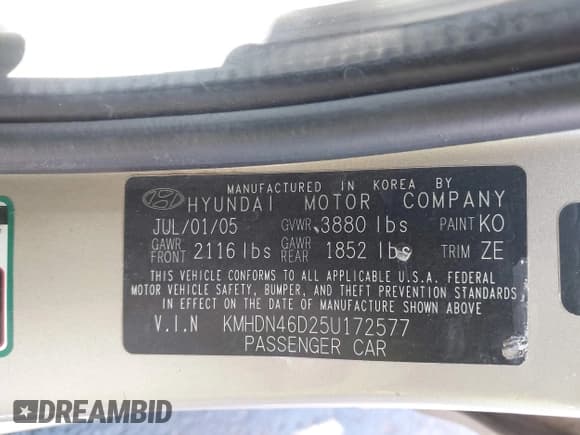 MANUFACTURED IN KOREA BY
HYUNDAI MOTOR COMPANY
JUL/01/05 GVWR 3880 lbs PAINT KO
GAWR FRONT 2116 lbs GAWR REAR 1852 lbs TRIM ZE
THIS VEHICLE CONFORMS TO ALL APPLICABLE U.S.A. FEDERAL
MOTOR VEHICLE SAFETY, BUMPER, AND THEFT PREVENTION STANDARDS
IN EFFECT ON THE DATE OF MANUFACTURE SHOWN ABOVE
V.I.N KMHDN46D25U172577
PASSENGER CAR
DREAMBID